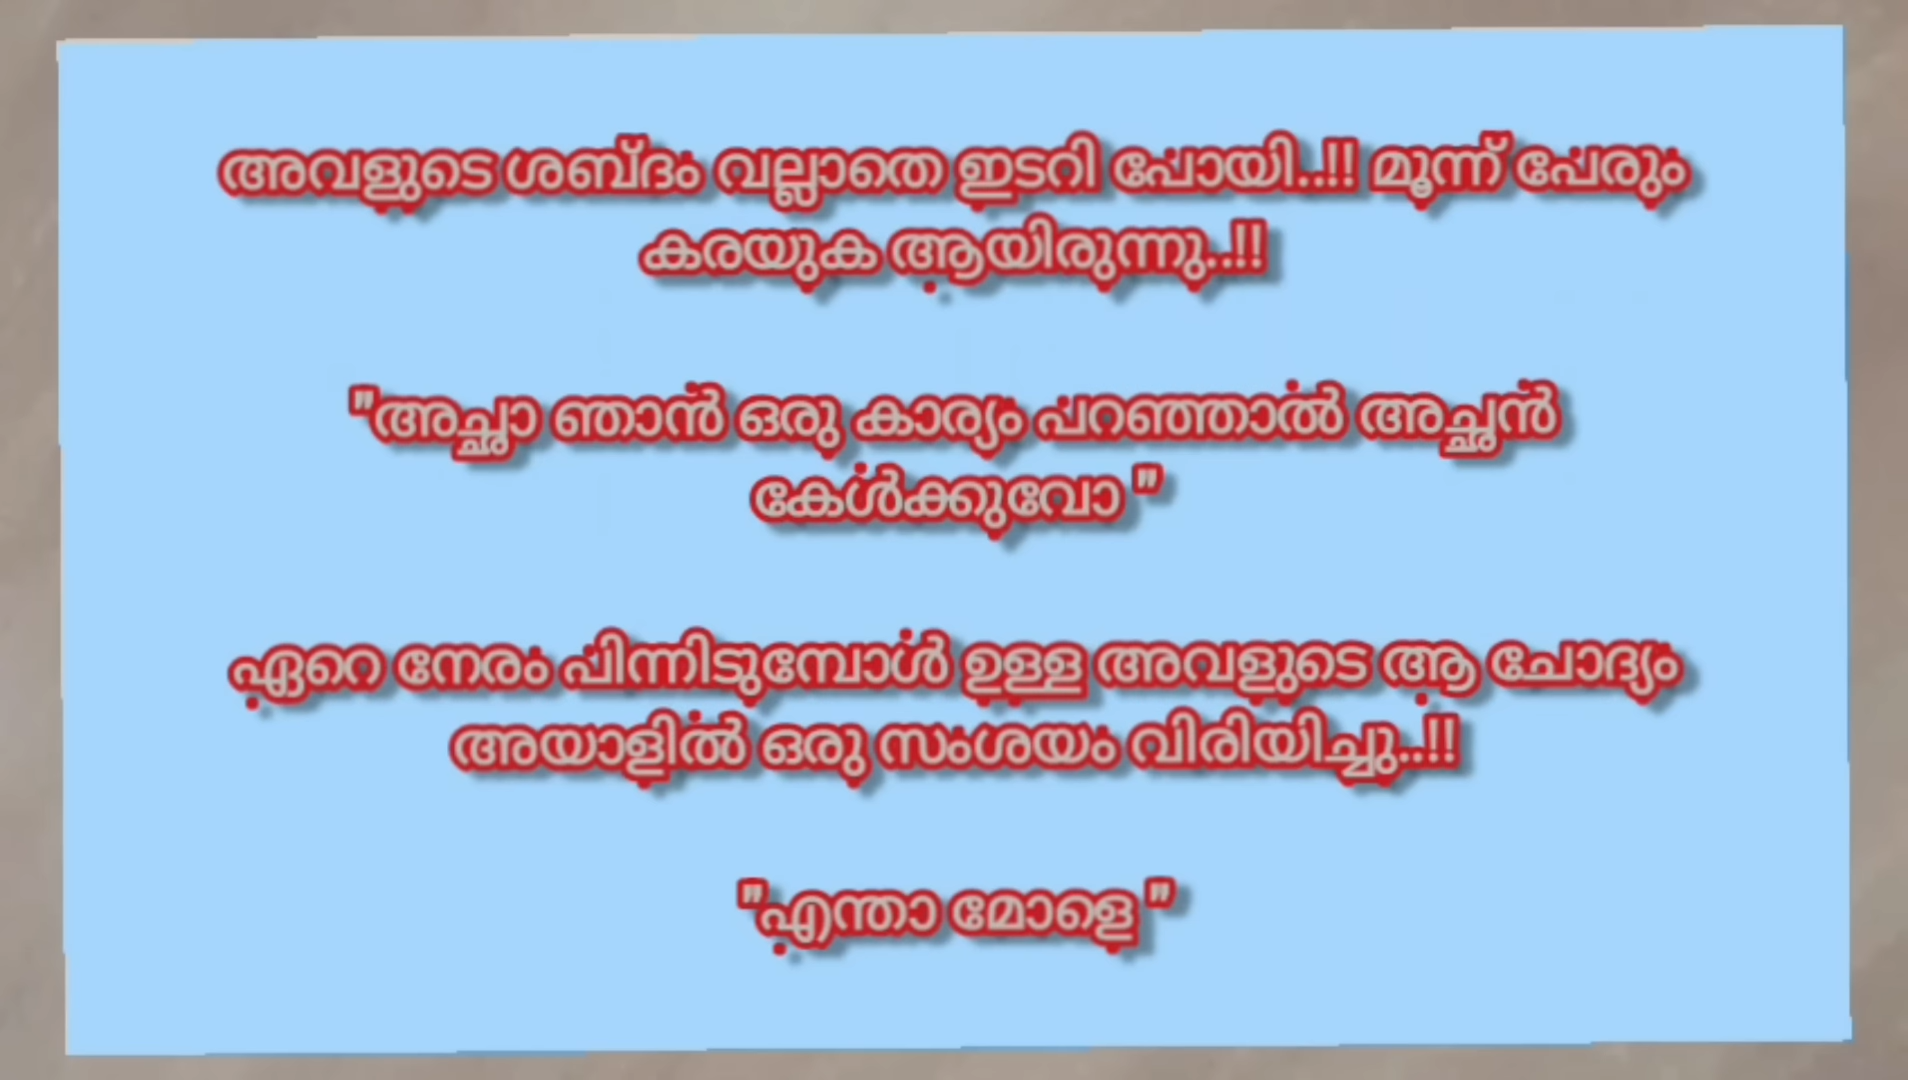 അവളുടെ ശബ്ദം വല്ലാതെ ഇടറി പോയി..!! മൂന്ന് പേരും
കരയുക ആയിരുന്നു..!!
"അച്ഛാ ഞാൻ ഒരു കാര്യം പറഞ്ഞാൽ അച്ഛൻ
കേൾക്കുവോ "
ഏറെ നേരം പിന്നിടുമ്പോൾ ഉള്ള അവളുടെ ആ ചോദ്യം
അയാളിൽ ഒരു സംശയം വിരിയിച്ചു..!!
"എന്താ മോളെ "